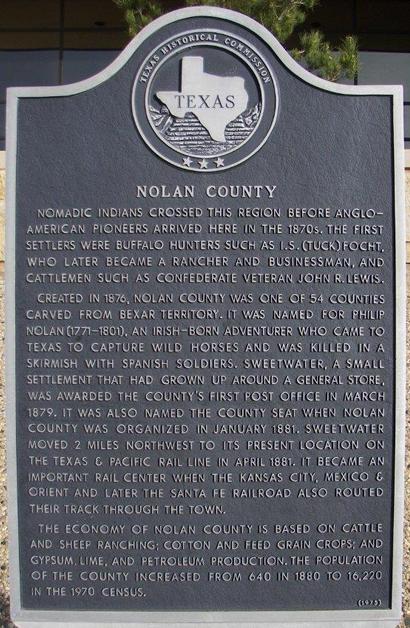 TEXAS HISTORICAL COMMISSION
TEXAS
NOLAN COUNTY
NOMADIC INDIANS CROSSED THIS REGION BEFORE ANGLO-
AMERICAN PIONEERS ARRIVED HERE IN THE 1870s. THE FIRST
SETTLERS WERE BUFFALO HUNTERS SUCH AS I.S. (TUCK) FOCHT,
WHO LATER BECAME A RANCHER AND BUSINESSMAN, AND
CATTLEMEN SUCH AS CONFEDERATE VETERAN JOHN R. LEWIS.
CREATED IN 1876, NOLAN COUNTY WAS ONE OF 54 COUNTIES
CARVED FROM BEXAR TERRITORY. IT WAS NAMED FOR PHILIP
NOLAN (1771-1801), AN IRISH-BORN ADVENTURER WHO CAME TO
TEXAS TO CAPTURE WILD HORSES AND WAS KILLED IN A
SKIRMISH WITH SPANISH SOLDIERS. SWEETWATER, A SMALL
SETTLEMENT THAT HAD GROWN UP AROUND A GENERAL STORE,
WAS AWARDED THE COUNTY'S FIRST POST OFFICE IN MARCH
1879. IT WAS ALSO NAMED THE COUNTY SEAT WHEN NOLAN
COUNTY WAS ORGANIZED IN JANUARY 1881. SWEETWATER
MOVED 2 MILES NORTHWEST TO ITS PRESENT LOCATION ON
THE TEXAS & PACIFIC RAIL LINE IN APRIL 1881. IT BECAME AN
IMPORTANT RAIL CENTER WHEN THE KANSAS CITY, MEXICO &
ORIENT AND LATER THE SANTA FE RAILROAD ALSO ROUTED
THEIR TRACK THROUGH THE TOWN.
THE ECONOMY OF NOLAN COUNTY IS BASED ON CATTLE
AND SHEEP RANCHING; COTTON AND FEED GRAIN CROPS; AND
GYPSUM, LIME, AND PETROLEUM PRODUCTION. THE POPULATION
OF THE COUNTY INCREASED FROM 640 IN 1880 TO 16,220
IN THE 1970 CENSUS.
(1975)